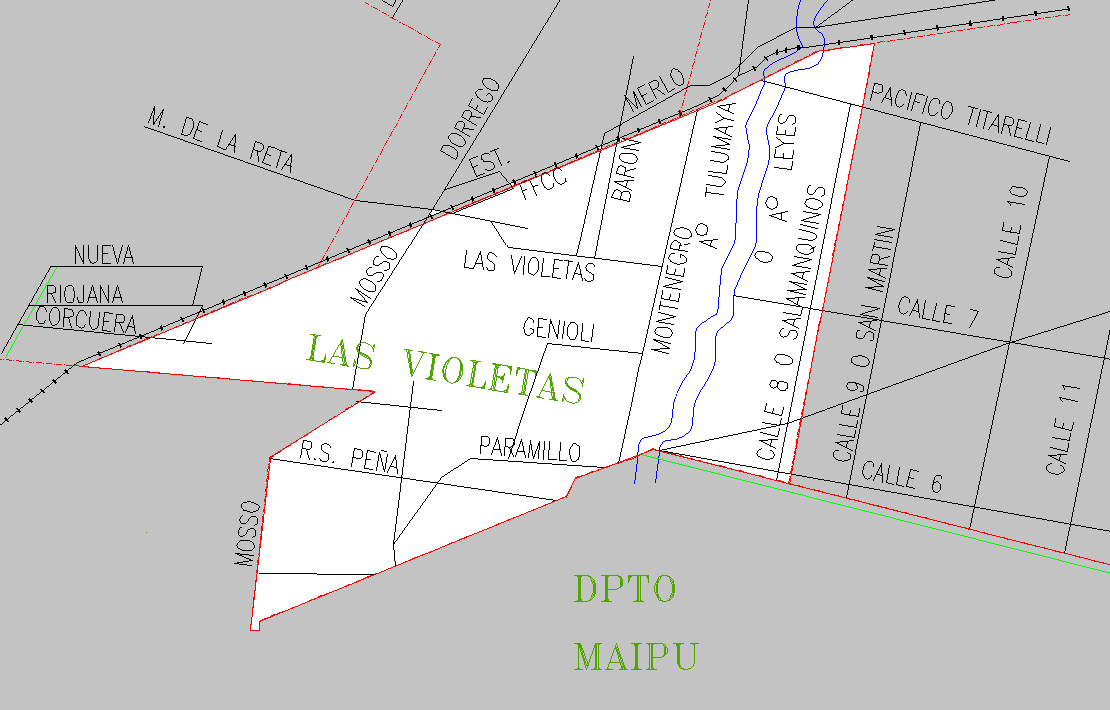 MERLO
PACIFICO TITARELLI
DORREGO
M. DE LA RETA
EST.
FFCC
BARON
TULUMAYA
Aº
LEYES
Aº
O
CALLE 10
NUEVA
RIOJANA
CORCUERA
MOSSO
LAS VIOLETAS
MONTENEGRO
CALLE 8 O SALAMANQUINOS
CALLE 9 O SAN MARTIN
CALLE 7
GENIOLI
LAS VIOLETAS
CALLE 11
R.S. PEÑA
PARAMILLO
CALLE 6
MOSSO
DPTO
MAIPU